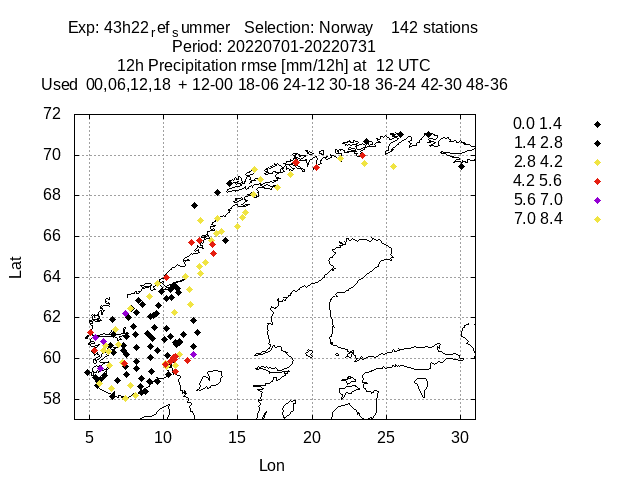 Exp: 43h22ref summer   Selection: Norway    142 stations
Period: 20220701-20220731
12h Precipitation rmse [mm/12h] at  12 UTC
Used  00,06,12,18  + 12-00 18-06 24-12 30-18 36-24 42-30 48-36
72
70
68
66
64
62
60
58
Lat
5 10 15 20 25 30
Lon
0.0 1.4
1.4 2.8
2.8 4.2
4.2 5.6
5.6 7.0
7.0 8.4